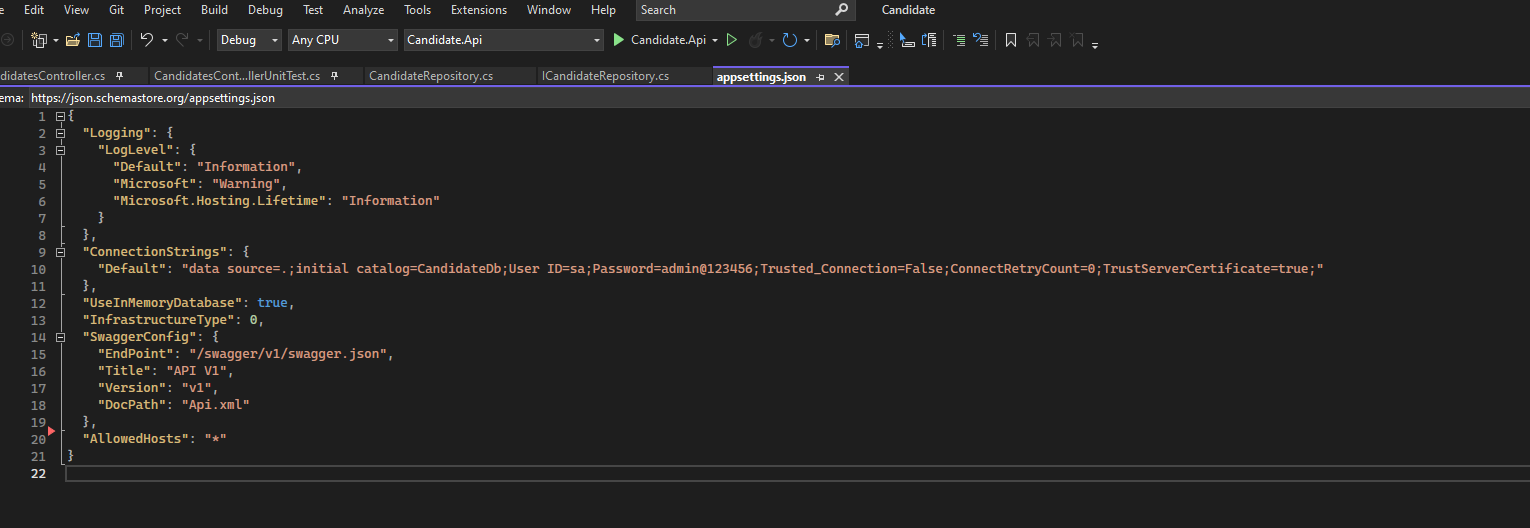 e Edit View Git Project Build Debug Test Analyze Tools Extensions Window Help Search Candidate
Debug Any CPU Candidate.Api Candidate.Api
didatesController.cs CandidatesCont...llerUnitTest.cs CandidateRepository.cs ICandidateRepository.cs appsettings.json
ema: https://json.schemastore.org/appsettings.json
1 {
2 "Logging": {
3 "LogLevel": {
4 "Default": "Information",
5 "Microsoft": "Warning",
6 "Microsoft.Hosting.Lifetime": "Information"
7 }
8 },
9 "ConnectionStrings": {
10 "Default": "data source=.;initial catalog=CandidateDb;User ID=sa;Password=admin@123456;Trusted_Connection=False;ConnectRetryCount=0;TrustServerCertificate=true;"
11 },
12 "UseInMemoryDatabase": true,
13 "InfrastructureType": 0,
14 "SwaggerConfig": {
15 "EndPoint": "/swagger/v1/swagger.json",
16 "Title": "API V1",
17 "Version": "v1",
18 "DocPath": "Api.xml"
19 },
20 "AllowedHosts": "*"
21 }
22